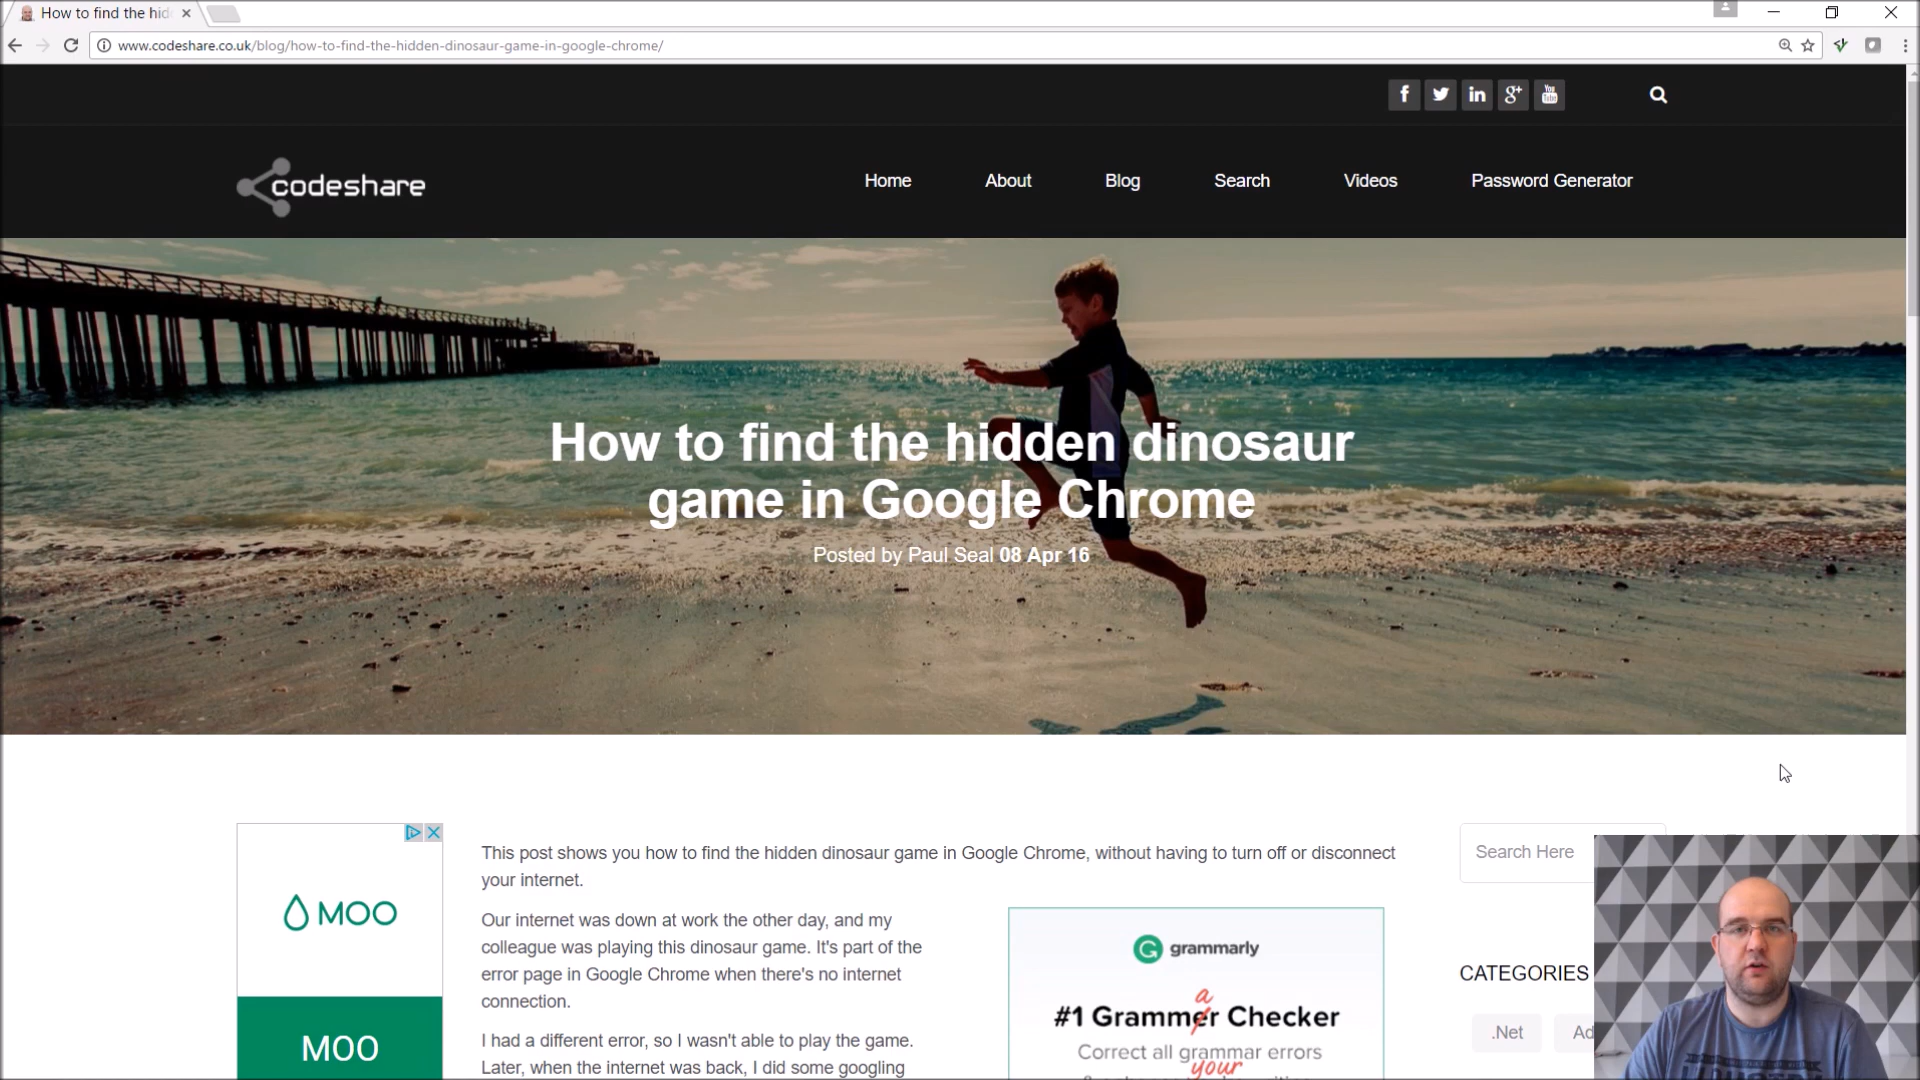 How to find the hid
www.codeshare.co.uk/blog/how-to-find-the-hidden-dinosaur-game-in-google-chrome/
f in g+ You Tube
codeshare
Home About Blog Search Videos Password Generator
How to find the hidden dinosaur
game in Google Chrome
Posted by Paul Seal 08 Apr 16
This post shows you how to find the hidden dinosaur game in Google Chrome, without having to turn off or disconnect
your internet.
Our internet was down at work the other day, and my
colleague was playing this dinosaur game. It's part of the
error page in Google Chrome when there's no internet
connection.
I had a different error, so I wasn't able to play the game.
Later, when the internet was back, I did some googling
MOO
MOO
grammarly
a
#1 Grammer Checker
Correct all grammar errors
your
Search Here
CATEGORIES
.Net Ad